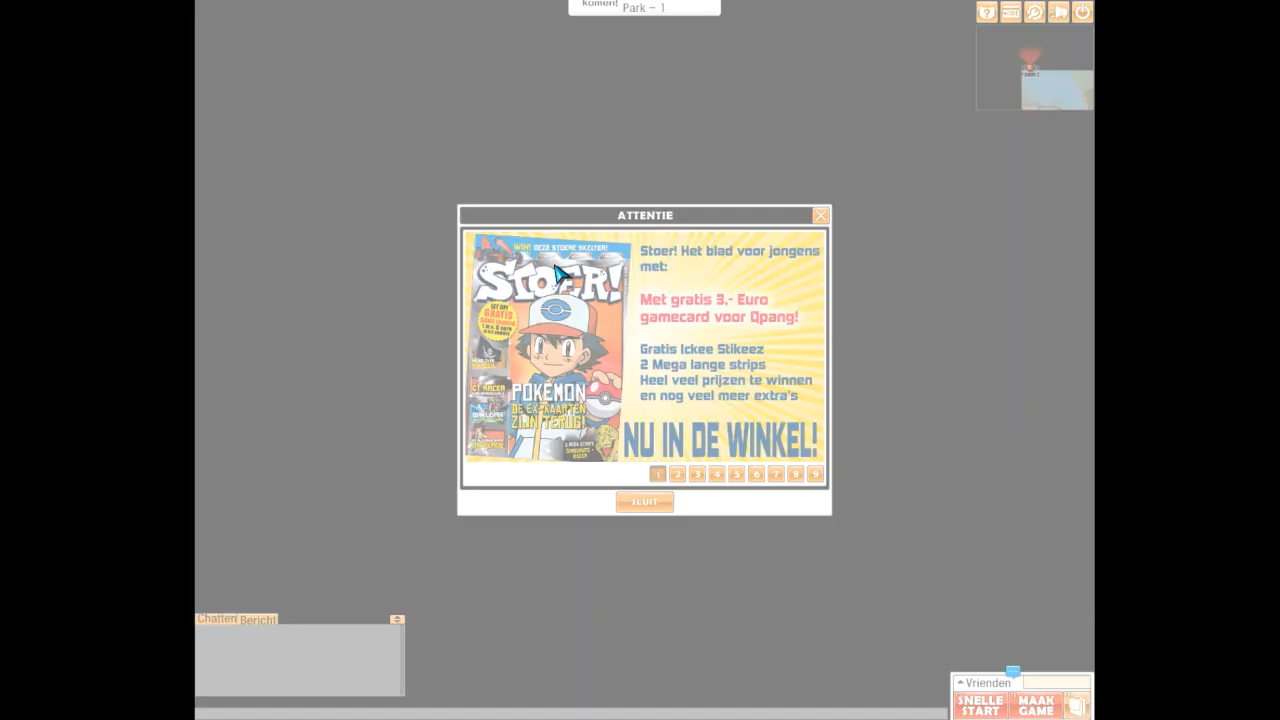 komen!
Park - 1
ATTENTIE
WIN! DEZE STOERE SKELTER!
STOER!
GRATIS
Stoer! Het blad voor jongens
met:
Met gratis 3,- Euro
gamecard voor Qpang!
Gratis Ickee Stikeez
2 Mega lange strips
Heel veel prijzen te winnen
en nog veel meer extra's
POKEMON
DE EX-KAARTEN
ZIJN TERUG!
NU IN DE WINKEL!
1 2 3 4 5 6 7 8 9
SLUIT
Chatten Bericht
Vrienden
SNELLE
START
MAAK
GAME